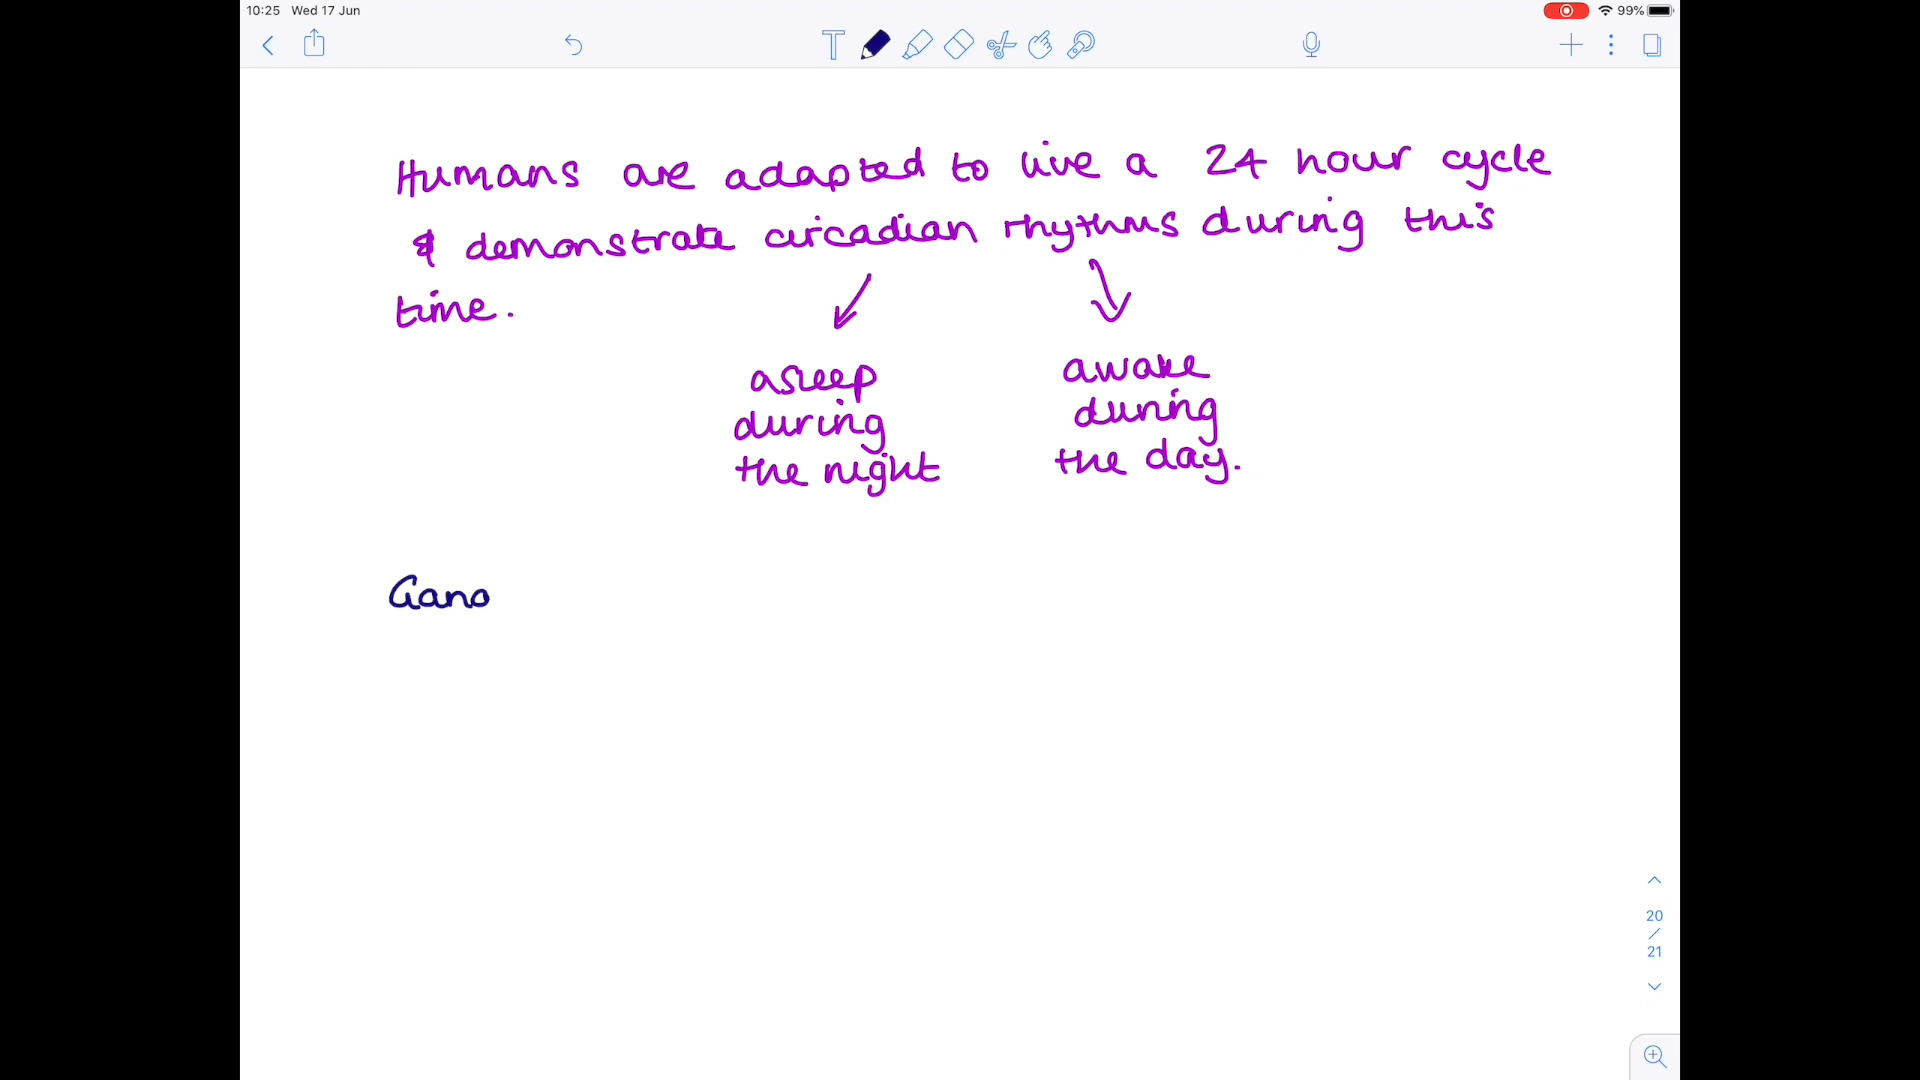 10:25 Wed 17 Jun
99%
T
Humans are adapted to live a 24 hour cycle
& demonstrate circadian rhythms during this
time.
asleep
during
the night
awake
during
the day.
Gano
20
/
21